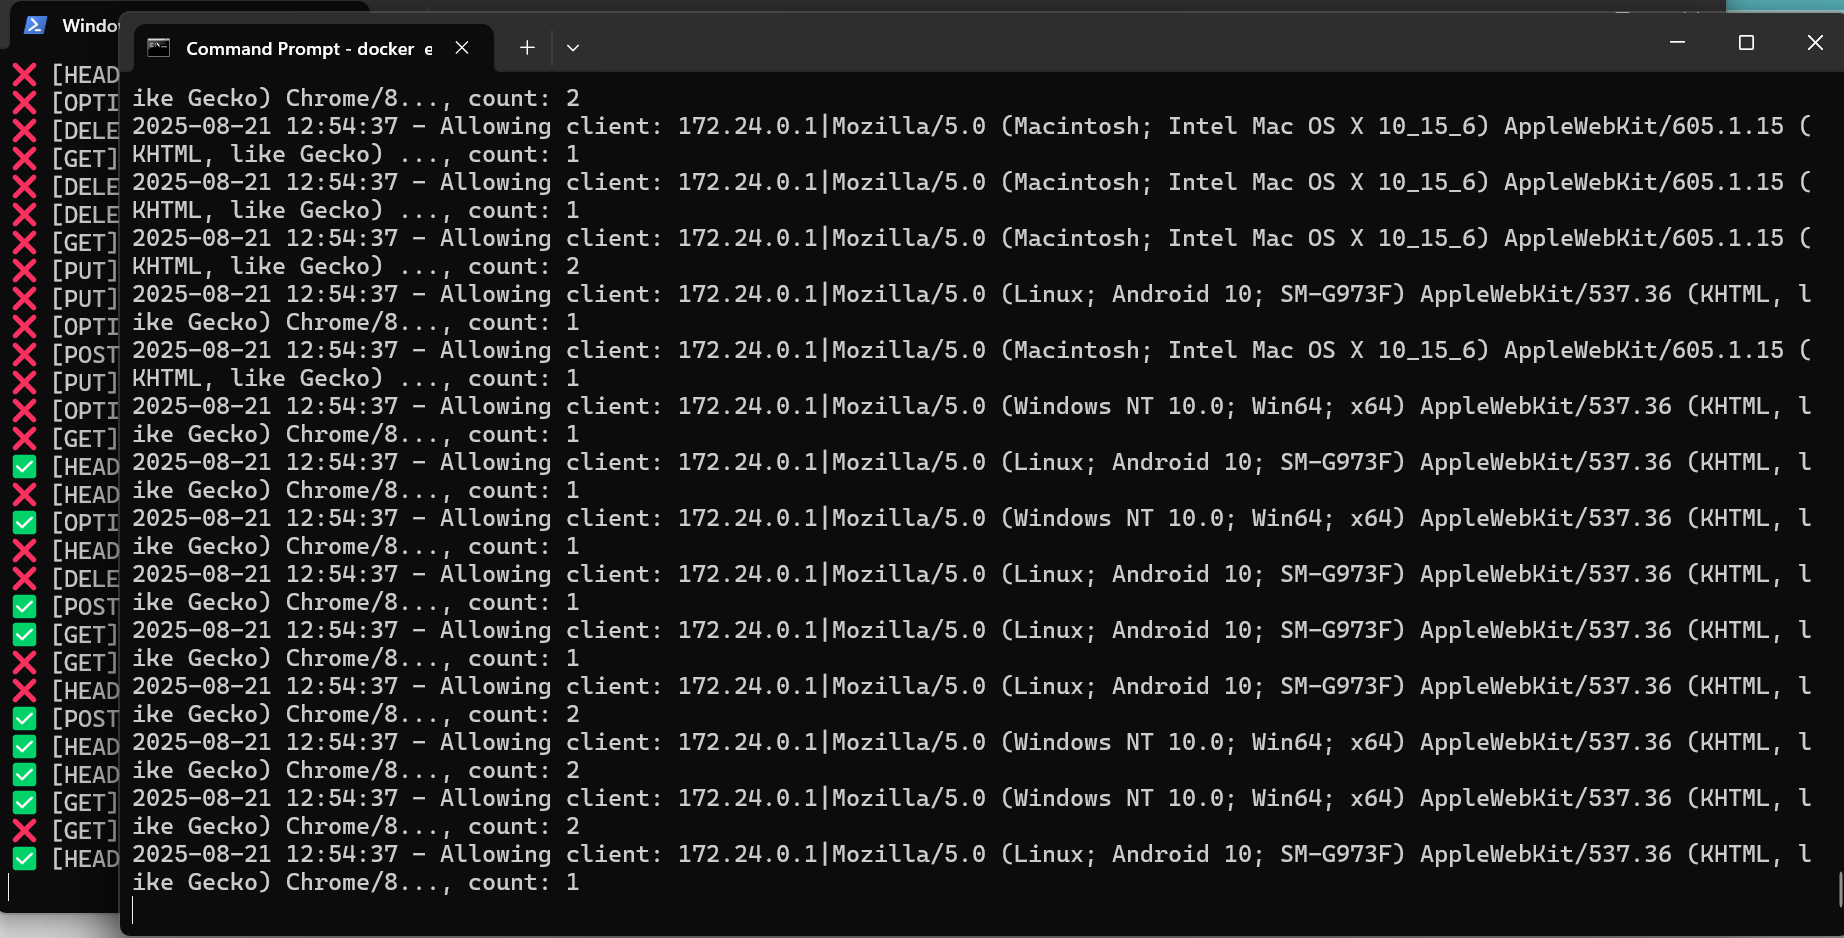 Windo
[HEAD
[OPTI
[DELE
[GET]
[DELE
[DELE
[GET]
[PUT]
[PUT]
[OPTI
[POST
[PUT]
[OPTI
[GET]
[HEAD
[HEAD
[OPTI
[HEAD
[DELE
[POST
[GET]
[GET]
[HEAD
[POST
[HEAD
[HEAD
[GET]
[GET]
[HEAD
Command Prompt - docker e
ike Gecko) Chrome/8..., count: 2
2025-08-21 12:54:37 - Allowing client: 172.24.0.1|Mozilla/5.0 (Macintosh; Intel Mac OS X 10_15_6) AppleWebKit/605.1.15 (
KHTML, like Gecko) ..., count: 1
2025-08-21 12:54:37 - Allowing client: 172.24.0.1|Mozilla/5.0 (Macintosh; Intel Mac OS X 10_15_6) AppleWebKit/605.1.15 (
KHTML, like Gecko) ..., count: 1
2025-08-21 12:54:37 - Allowing client: 172.24.0.1|Mozilla/5.0 (Macintosh; Intel Mac OS X 10_15_6) AppleWebKit/605.1.15 (
KHTML, like Gecko) ..., count: 2
2025-08-21 12:54:37 - Allowing client: 172.24.0.1|Mozilla/5.0 (Linux; Android 10; SM-G973F) AppleWebKit/537.36 (KHTML, l
ike Gecko) Chrome/8..., count: 1
2025-08-21 12:54:37 - Allowing client: 172.24.0.1|Mozilla/5.0 (Macintosh; Intel Mac OS X 10_15_6) AppleWebKit/605.1.15 (
KHTML, like Gecko) ..., count: 1
2025-08-21 12:54:37 - Allowing client: 172.24.0.1|Mozilla/5.0 (Windows NT 10.0; Win64; x64) AppleWebKit/537.36 (KHTML, l
ike Gecko) Chrome/8..., count: 1
2025-08-21 12:54:37 - Allowing client: 172.24.0.1|Mozilla/5.0 (Linux; Android 10; SM-G973F) AppleWebKit/537.36 (KHTML, l
ike Gecko) Chrome/8..., count: 1
2025-08-21 12:54:37 - Allowing client: 172.24.0.1|Mozilla/5.0 (Windows NT 10.0; Win64; x64) AppleWebKit/537.36 (KHTML, l
ike Gecko) Chrome/8..., count: 1
2025-08-21 12:54:37 - Allowing client: 172.24.0.1|Mozilla/5.0 (Linux; Android 10; SM-G973F) AppleWebKit/537.36 (KHTML, l
ike Gecko) Chrome/8..., count: 1
2025-08-21 12:54:37 - Allowing client: 172.24.0.1|Mozilla/5.0 (Linux; Android 10; SM-G973F) AppleWebKit/537.36 (KHTML, l
ike Gecko) Chrome/8..., count: 1
2025-08-21 12:54:37 - Allowing client: 172.24.0.1|Mozilla/5.0 (Linux; Android 10; SM-G973F) AppleWebKit/537.36 (KHTML, l
ike Gecko) Chrome/8..., count: 2
2025-08-21 12:54:37 - Allowing client: 172.24.0.1|Mozilla/5.0 (Windows NT 10.0; Win64; x64) AppleWebKit/537.36 (KHTML, l
ike Gecko) Chrome/8..., count: 2
2025-08-21 12:54:37 - Allowing client: 172.24.0.1|Mozilla/5.0 (Windows NT 10.0; Win64; x64) AppleWebKit/537.36 (KHTML, l
ike Gecko) Chrome/8..., count: 2
2025-08-21 12:54:37 - Allowing client: 172.24.0.1|Mozilla/5.0 (Linux; Android 10; SM-G973F) AppleWebKit/537.36 (KHTML, l
ike Gecko) Chrome/8..., count: 1